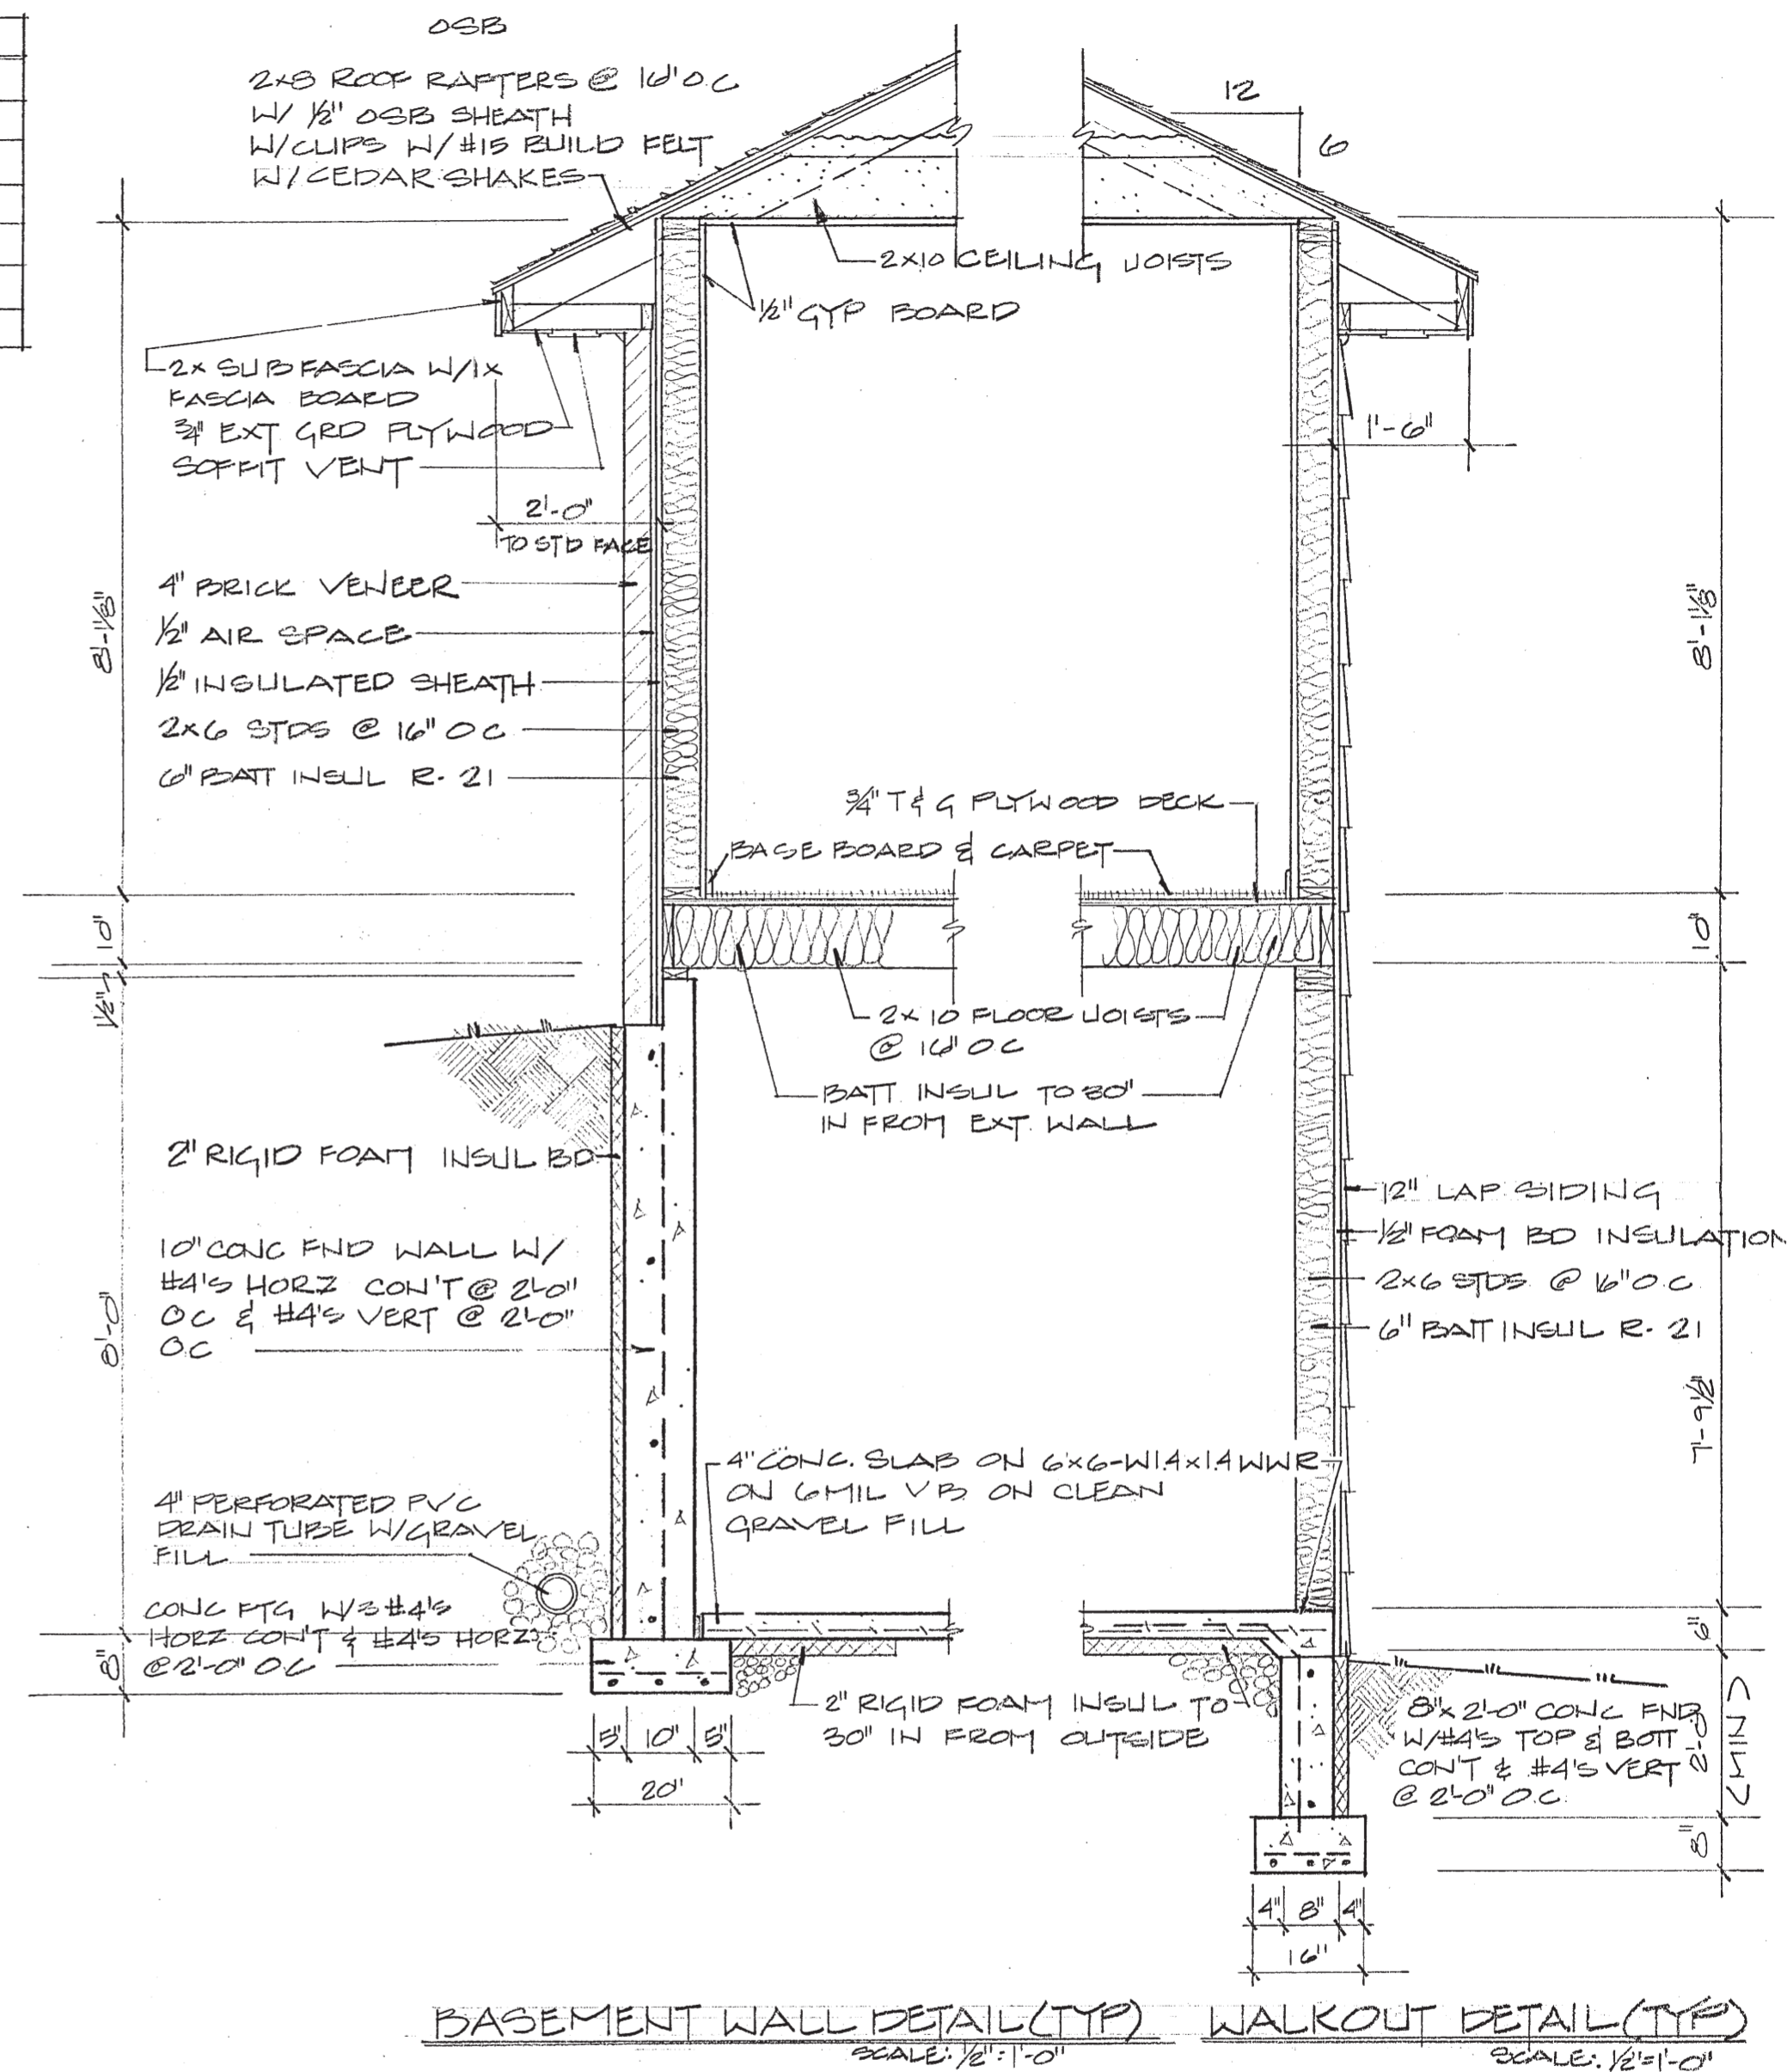 OSB
2x8 ROOF RAFTERS @ 16" O.C
W/ 1/2" OSB SHEATH
W/CLIPS W/ #15 BUILD FELT
W/CEDAR SHAKES
12
6
2x10 CEILING JOISTS
1/2" GYP BOARD
2x SUB FASCIA W/1x
FASCIA BOARD
3/4" EXT GRD PLYWOOD
SOFFIT VENT
1'-6"
2'-0"
TO STD FACE
4" BRICK VENEER
1/2" AIR SPACE
1/2" INSULATED SHEATH
2x6 STDS @ 16" OC
6" BATT INSUL R-21
8'-1 1/8"
8'-1 1/8"
3/4" T & G PLYWOOD DECK
BASE BOARD & CARPET
10"
10"
1 1/2"
2x10 FLOOR JOISTS
@ 16" OC
BATT INSUL TO 30"
IN FROM EXT. WALL
2" RIGID FOAM INSUL BD
10" CONC FND WALL W/
#4'S HORZ CON'T @ 2'-0"
OC & #4'S VERT @ 2'-0"
OC
12" LAP SIDING
1/2" FOAM BD INSULATION
2x6 STDS @ 16" O.C
6" BATT INSUL R-21
8'-0"
7'-9 1/2"
4" CONC. SLAB ON 6x6-W1.4x1.4 WWR
ON 6 MIL V B ON CLEAN
GRAVEL FILL
4" PERFORATED PVC
DRAIN TUBE W/GRAVEL
FILL
CONC FTG W/3 #4'S
HORZ CON'T & #4'S HORZ
@ 2'-0" OC
8"
6"
2" RIGID FOAM INSUL TO
30" IN FROM OUTSIDE
8" x 2'-0" CONC FND
W/#4'S TOP & BOTT
CON'T & #4'S VERT
@ 2'-0" O.C.
2'-0"
(MIN)
8"
5" 10" 5"
20"
4" 8" 4"
16"
BASEMENT WALL DETAIL (TYP)
SCALE: 1/2" : 1'-0"
WALKOUT DETAIL (TYP)
SCALE: 1/2" = 1'-0"